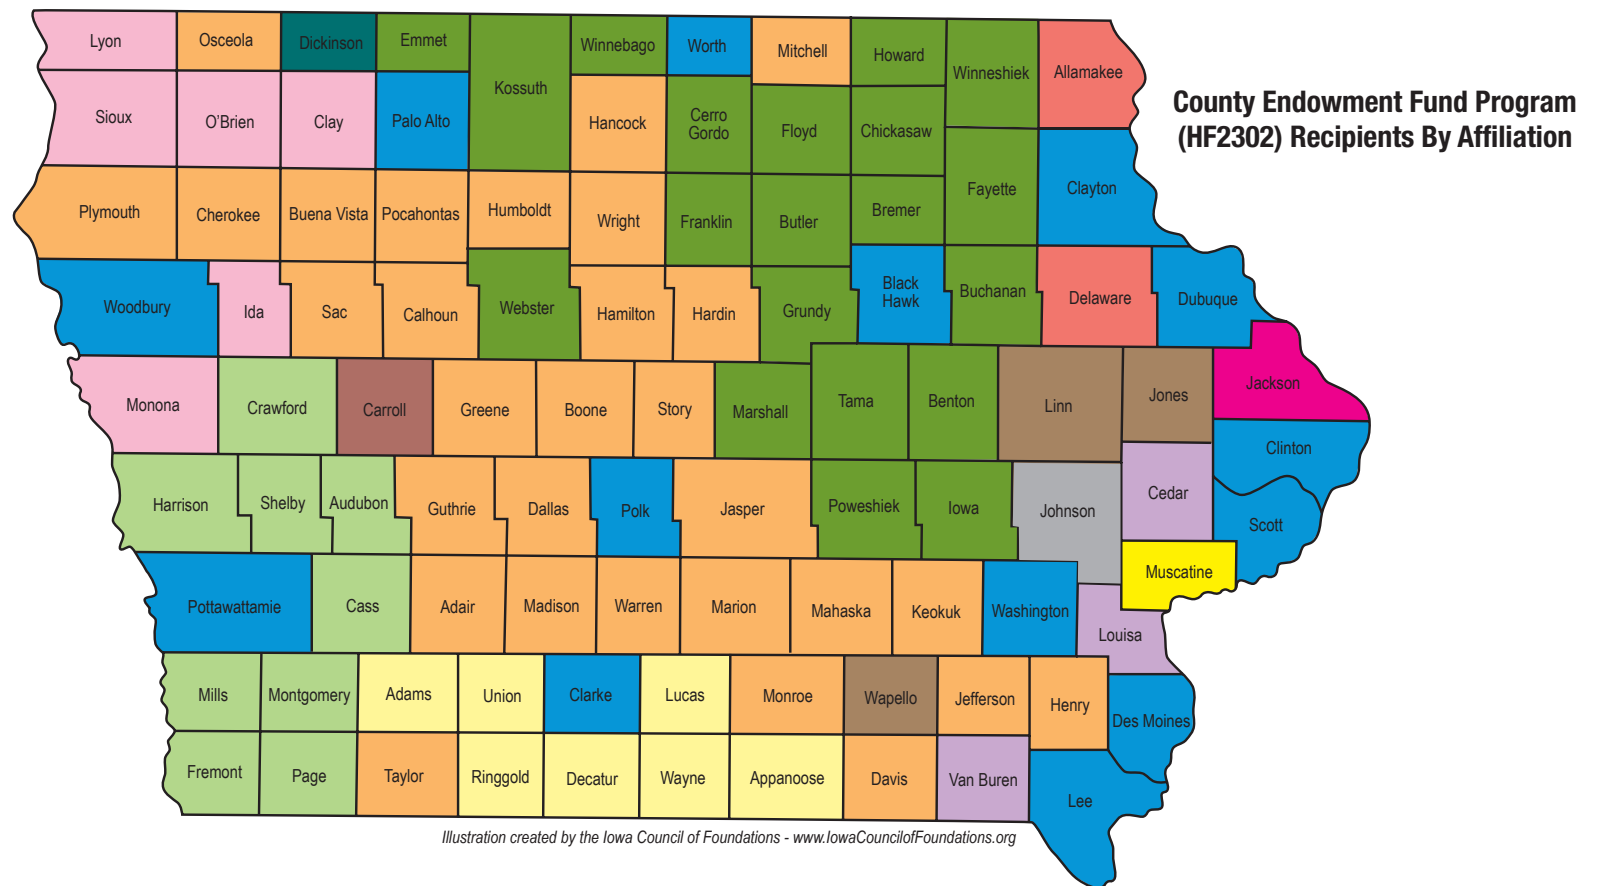 County Endowment Fund Program
(HF2302) Recipients By Affiliation
Lyon
Osceola
Dickinson
Emmet
Kossuth
Winnebago
Worth
Mitchell
Howard
Winneshiek
Allamakee
Sioux
O'Brien
Clay
Palo Alto
Hancock
Cerro
Gordo
Floyd
Chickasaw
Fayette
Clayton
Plymouth
Cherokee
Buena Vista
Pocahontas
Humboldt
Wright
Franklin
Butler
Bremer
Woodbury
Ida
Sac
Calhoun
Webster
Hamilton
Hardin
Grundy
Black
Hawk
Buchanan
Delaware
Dubuque
Monona
Crawford
Carroll
Greene
Boone
Story
Marshall
Tama
Benton
Linn
Jones
Jackson
Clinton
Harrison
Shelby
Audubon
Guthrie
Dallas
Polk
Jasper
Poweshiek
Iowa
Johnson
Cedar
Scott
Muscatine
Pottawattamie
Cass
Adair
Madison
Warren
Marion
Mahaska
Keokuk
Washington
Louisa
Mills
Montgomery
Adams
Union
Clarke
Lucas
Monroe
Wapello
Jefferson
Henry
Des Moines
Fremont
Page
Taylor
Ringgold
Decatur
Wayne
Appanoose
Davis
Van Buren
Lee
Illustration created by the Iowa Council of Foundations - www.IowaCouncilofFoundations.org